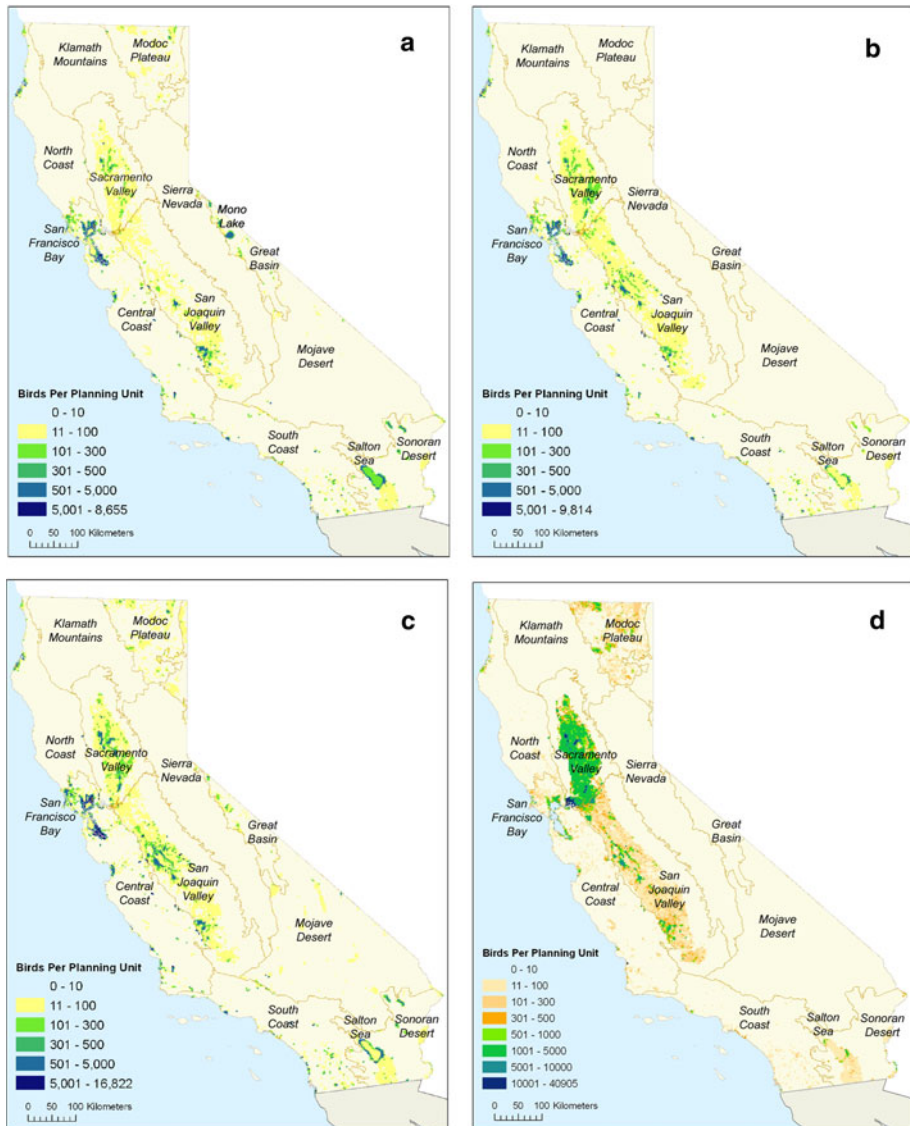 a
Klamath
Mountains
Modoc
Plateau
North
Coast
Sacramento
Valley
Sierra
Nevada
Mono
Lake
San
Francisco
Bay
Great
Basin
San
Joaquin
Valley
Central
Coast
Mojave
Desert
Birds Per Planning Unit
0 - 10
11 - 100
101 - 300
301 - 500
501 - 5,000
5,001 - 8,655
South
Coast
Salton
Sea
Sonoran
Desert
0 50 100 Kilometers
b
Klamath
Mountains
Modoc
Plateau
North
Coast
Sacramento
Valley
Sierra
Nevada
San
Francisco
Bay
Great
Basin
San
Joaquin
Valley
Central
Coast
Mojave
Desert
Birds Per Planning Unit
0 - 10
11 - 100
101 - 300
301 - 500
501 - 5,000
5,001 - 9,814
South
Coast
Salton
Sea
Sonoran
Desert
0 50 100 Kilometers
c
Klamath
Mountains
Modoc
Plateau
North
Coast
Sacramento
Valley
Sierra
Nevada
San
Francisco
Bay
Great
Basin
San
Joaquin
Valley
Central
Coast
Mojave
Desert
Birds Per Planning Unit
0 - 10
11 - 100
101 - 300
301 - 500
501 - 5,000
5,001 - 16,822
South
Coast
Salton
Sea
Sonoran
Desert
0 50 100 Kilometers
d
Klamath
Mountains
Modoc
Plateau
North
Coast
Sacramento
Valley
Sierra
Nevada
San
Francisco
Bay
Great
Basin
San
Joaquin
Valley
Central
Coast
Mojave
Desert
Birds Per Planning Unit
0 - 10
11 - 100
101 - 300
301 - 500
501 - 1000
1001 - 5000
5001 - 10000
10001 - 40905
South
Coast
Salton
Sea
Sonoran
Desert
0 50 100 Kilometers